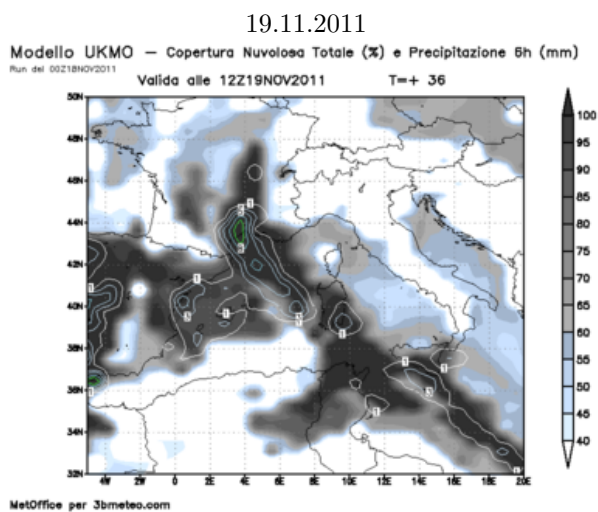 19.11.2011
Modello UKMO – Copertura Nuvolosa Totale (%) e Precipitazione 6h (mm)
Run del 00Z18NOV2011
Valida alle 12Z19NOV2011 T=+ 36
50N
48N
46N
44N
42N
40N
38N
36N
34N
32N
4W 2W 0 2E 4E 6E 8E 10E 12E 14E 16E 18E 20E
100
95
90
85
80
75
70
65
60
55
50
45
40
MetOffice per 3bmeteo.com